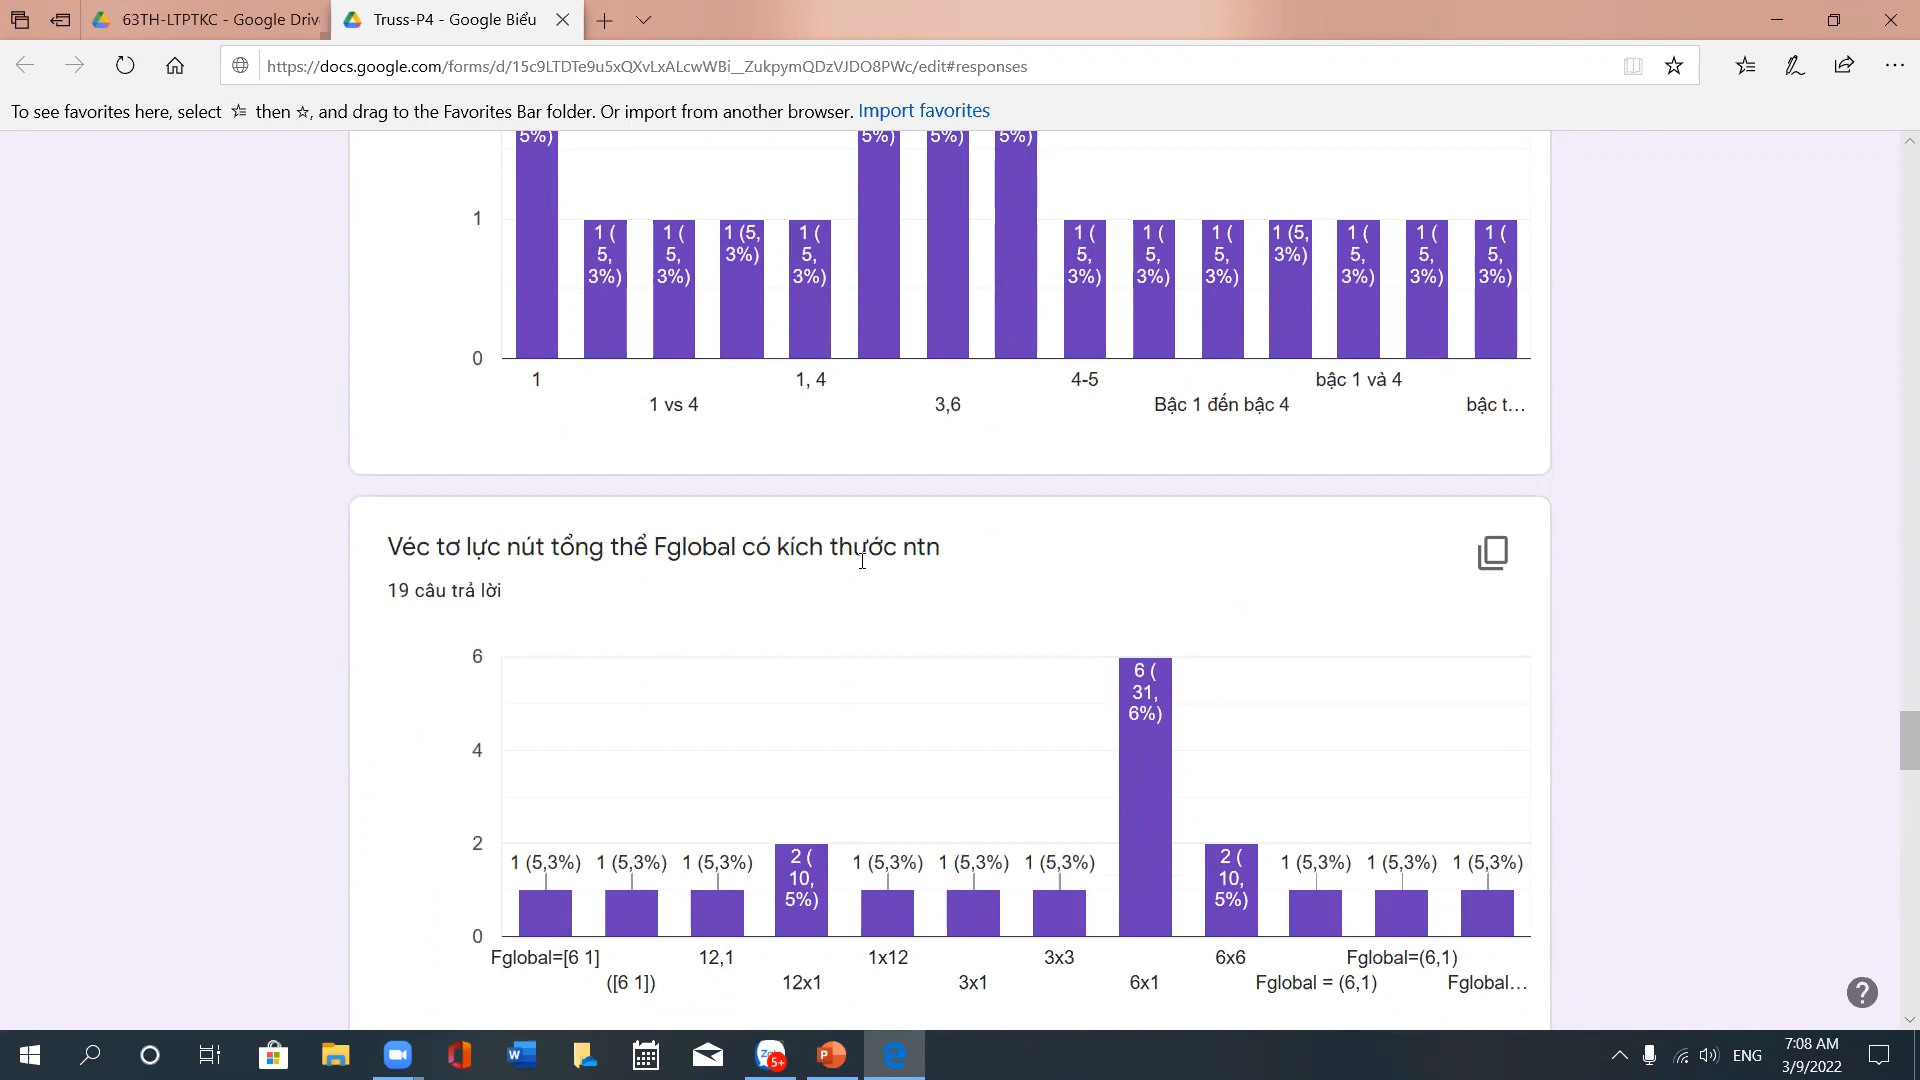 63TH-LTPTKC - Google Driv
Truss-P4 - Google Biểu
https://docs.google.com/forms/d/15c9LTDTe9u5xQXvLxALcwWBi__ZukpymQDzVJDO8PWc/edit#responses
To see favorites here, select then , and drag to the Favorites Bar folder. Or import from another browser. Import favorites
5%) 5%) 5%) 5%)
1
1 (5,3%) 1 (5,3%) 1 (5,3%) 1 (5,3%) 1 (5,3%) 1 (5,3%) 1 (5,3%) 1 (5,3%) 1 (5,3%) 1 (5,3%) 1 (5,3%)
0
1 1, 4 4-5 bậc 1 và 4
1 vs 4 3,6 Bậc 1 đến bậc 4 bậc t...
Véc tơ lực nút tổng thể Fglobal có kích thước ntn
19 câu trả lời
6
6 (31,6%)
4
2
1 (5,3%) 1 (5,3%) 1 (5,3%) 2 (10,5%) 1 (5,3%) 1 (5,3%) 1 (5,3%) 2 (10,5%) 1 (5,3%) 1 (5,3%) 1 (5,3%)
0
Fglobal=[6 1] 12,1 1x12 3x3 6x6 Fglobal=(6,1)
([6 1]) 12x1 3x1 6x1 Fglobal = (6,1) Fglobal...
5+
ENG
7:08 AM
3/9/2022